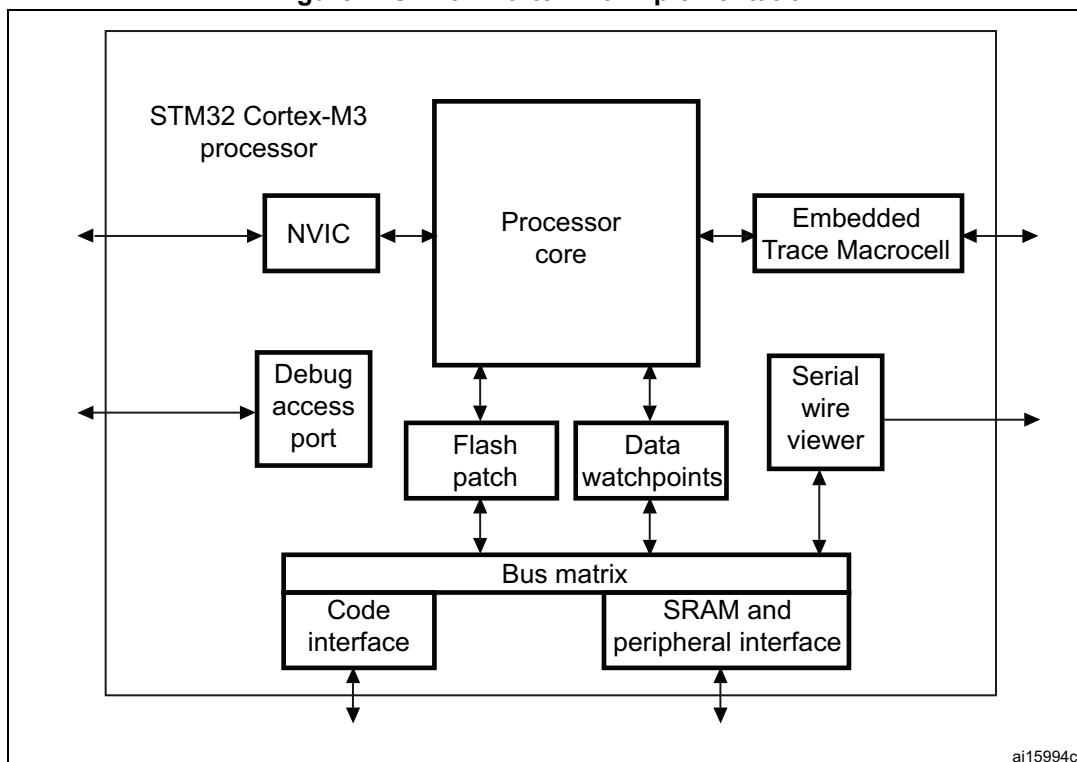 STM32 Cortex-M3
processor
NVIC
Processor
core
Embedded
Trace Macrocell
Debug
access
port
Flash
patch
Data
watchpoints
Serial
wire
viewer
Bus matrix
Code
interface
SRAM and
peripheral interface
ai15994c